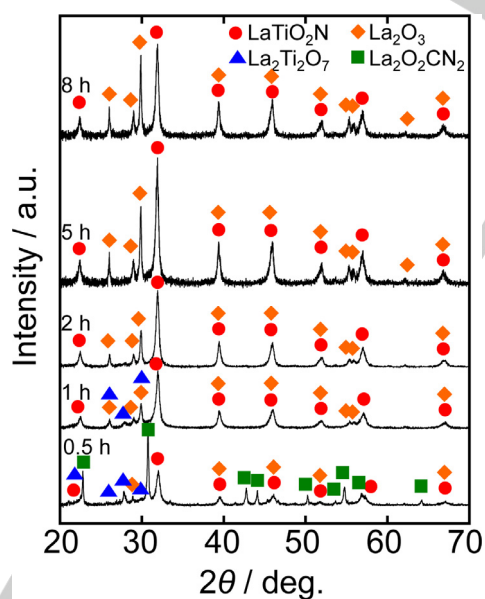 LaTiO₂N La₂O₃
La₂Ti₂O₇ La₂O₂CN₂
8 h
5 h
2 h
1 h
0.5 h
Intensity / a.u.
20 30 40 50 60 70
2θ / deg.